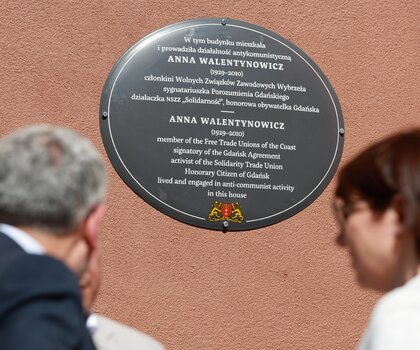 W tym budynku mieszkała
i prowadziła działalność antykomunistyczną
ANNA WALENTYNOWICZ
(1929–2010)
członkini Wolnych Związków Zawodowych Wybrzeża
sygnatariuszka Porozumienia Gdańskiego
działaczka NSZZ „Solidarność”, honorowa obywatelka Gdańska
ANNA WALENTYNOWICZ
(1929–2010)
member of the Free Trade Unions of the Coast
signatory of the Gdańsk Agreement
activist of the Solidarity Trade Union
Honorary Citizen of Gdańsk
lived and engaged in anti-communist activity
in this house